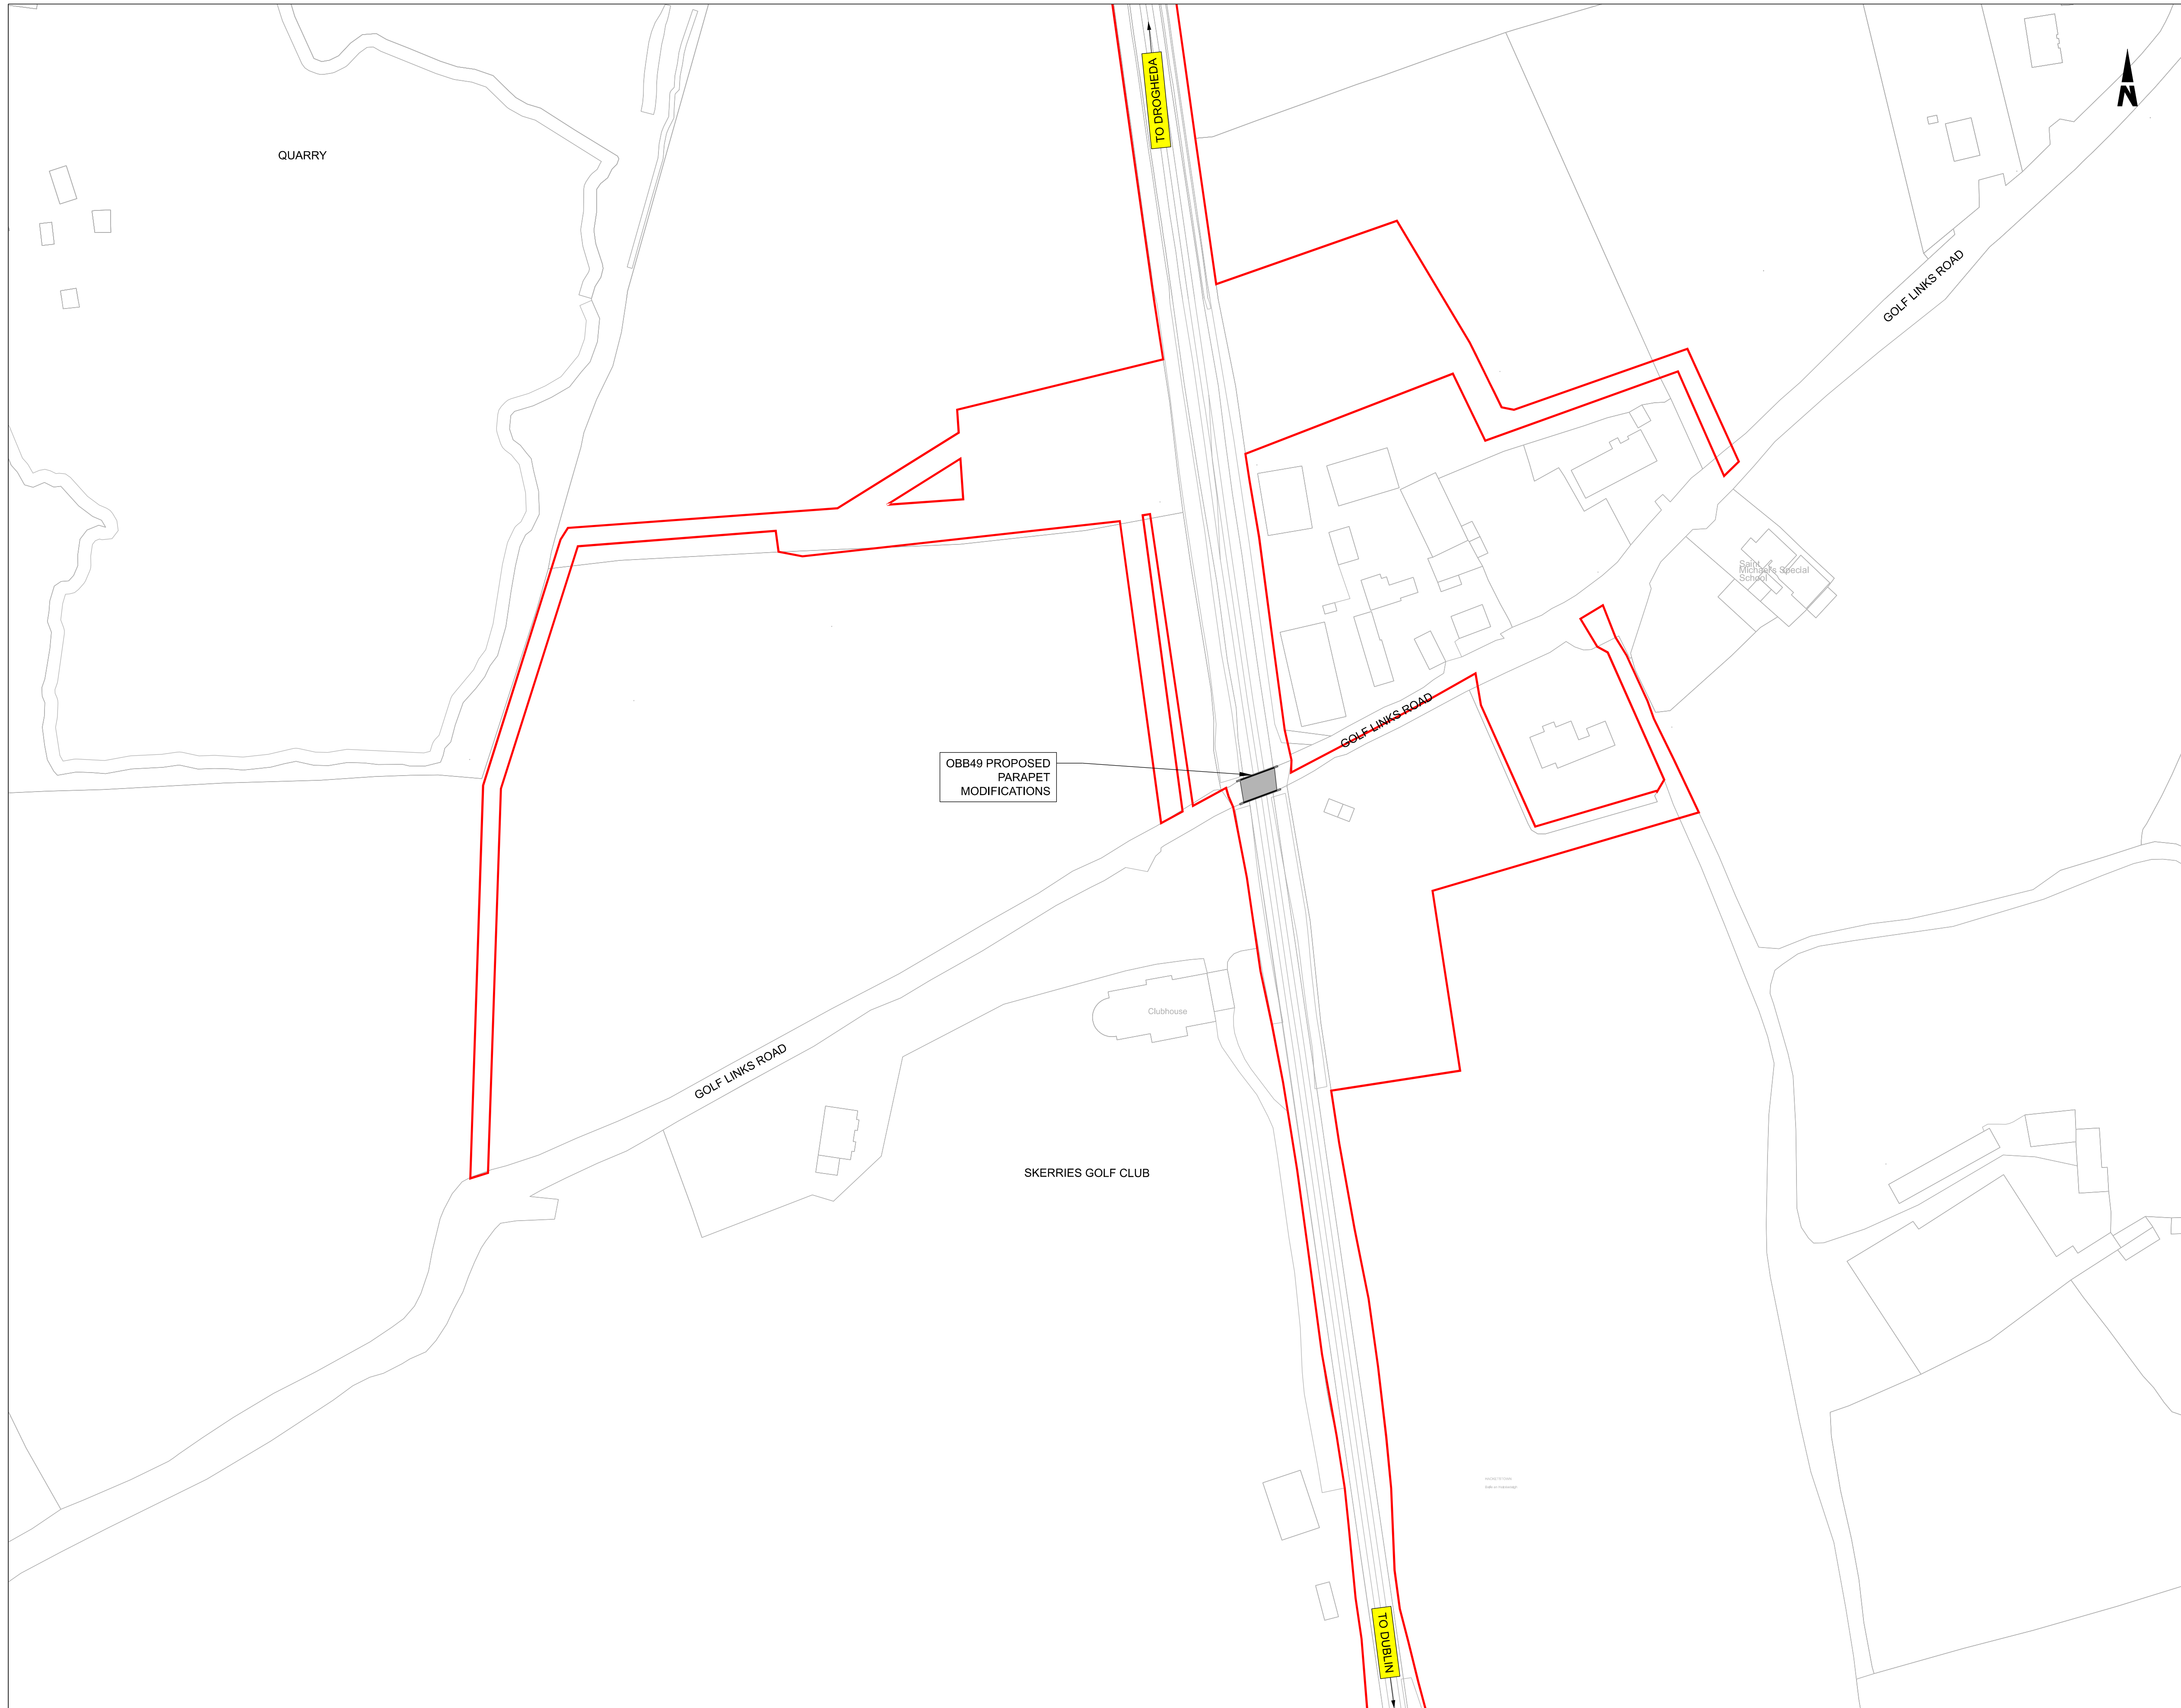 TO DROGHEDA
N
QUARRY
GOLF LINKS ROAD
Saint
Michael's Special
School
GOLF LINKS ROAD
OBB49 PROPOSED
PARAPET
MODIFICATIONS
Clubhouse
GOLF LINKS ROAD
SKERRIES GOLF CLUB
TO DUBLIN